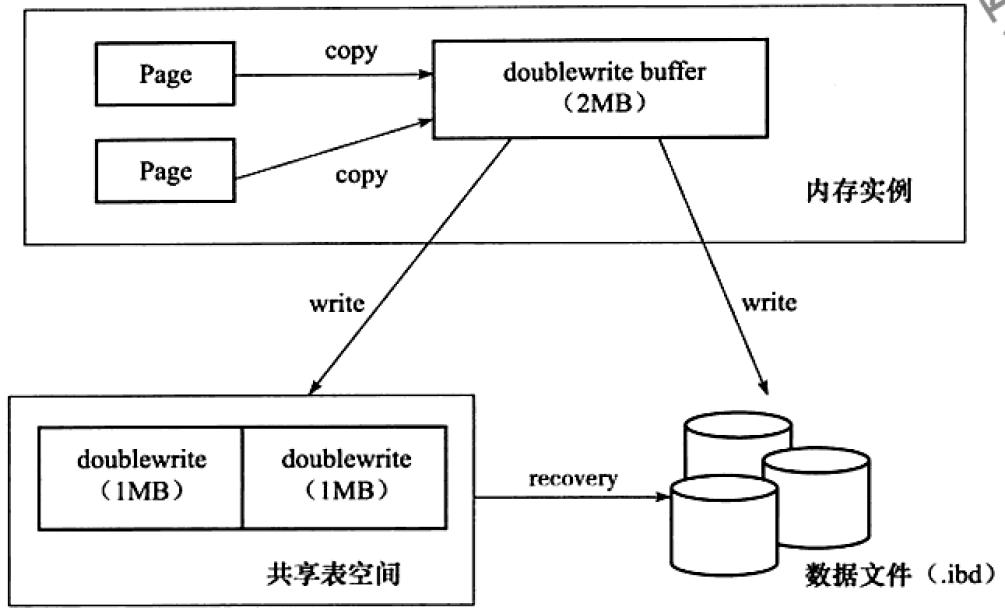 Page
copy
doublewrite buffer
（2MB）
Page
copy
内存实例
write
write
doublewrite
（1MB）
doublewrite
（1MB）
recovery
共享表空间
数据文件（.ibd）